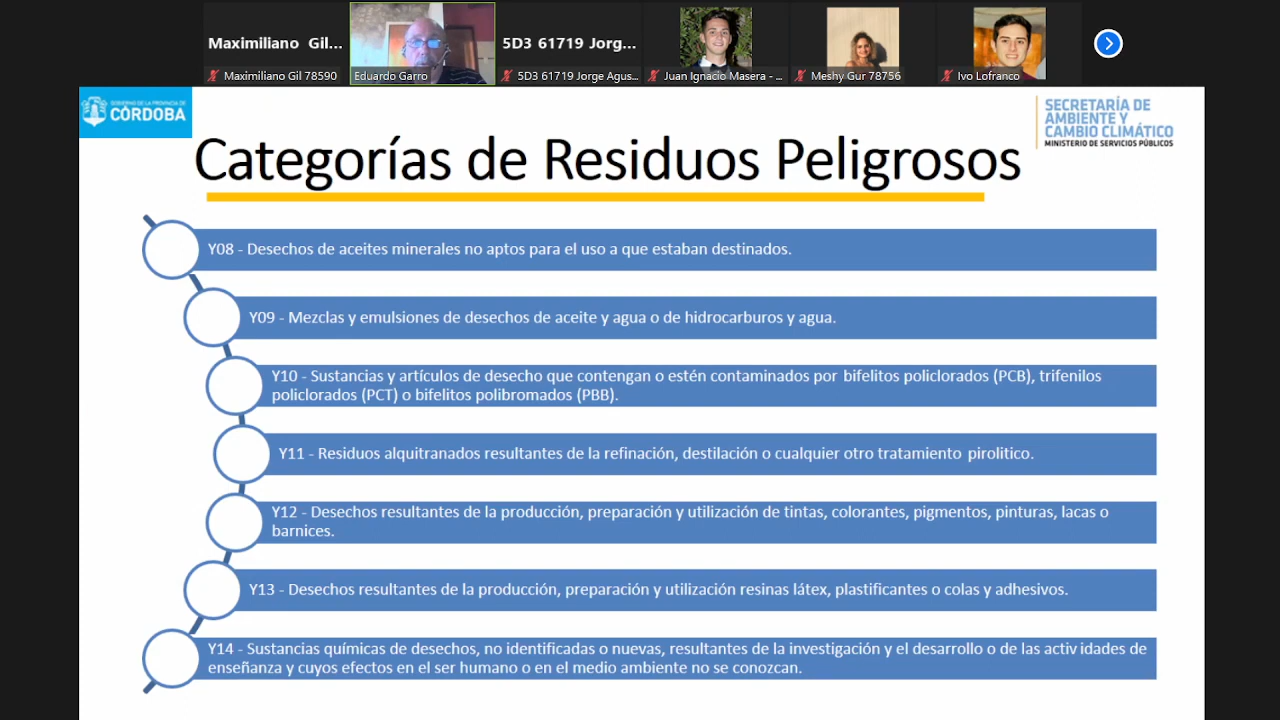 Maximiliano Gil...
5D3 61719 Jorg...
Maximiliano Gil 78590
Eduardo Garro
5D3 61719 Jorge Agus...
Juan Ignacio Masera - ...
Meshy Gur 78756
Ivo Lofranco
GOBIERNO DE LA PROVINCIA DE
CÓRDOBA
SECRETARÍA DE
AMBIENTE Y
CAMBIO CLIMÁTICO
MINISTERIO DE SERVICIOS PÚBLICOS
Categorías de Residuos Peligrosos
Y08 - Desechos de aceites minerales no aptos para el uso a que estaban destinados.
Y09 - Mezclas y emulsiones de desechos de aceite y agua o de hidrocarburos y agua.
Y10 - Sustancias y artículos de desecho que contengan o estén contaminados por bifelitos policlorados (PCB), trifenilos
policlorados (PCT) o bifelitos polibromados (PBB).
Y11 - Residuos alquitranados resultantes de la refinación, destilación o cualquier otro tratamiento pirolitico.
Y12 - Desechos resultantes de la producción, preparación y utilización de tintas, colorantes, pigmentos, pinturas, lacas o
barnices.
Y13 - Desechos resultantes de la producción, preparación y utilización resinas látex, plastificantes o colas y adhesivos.
Y14 - Sustancias químicas de desechos, no identificadas o nuevas, resultantes de la investigación y el desarrollo o de las activ idades de
enseñanza y cuyos efectos en el ser humano o en el medio ambiente no se conozcan.